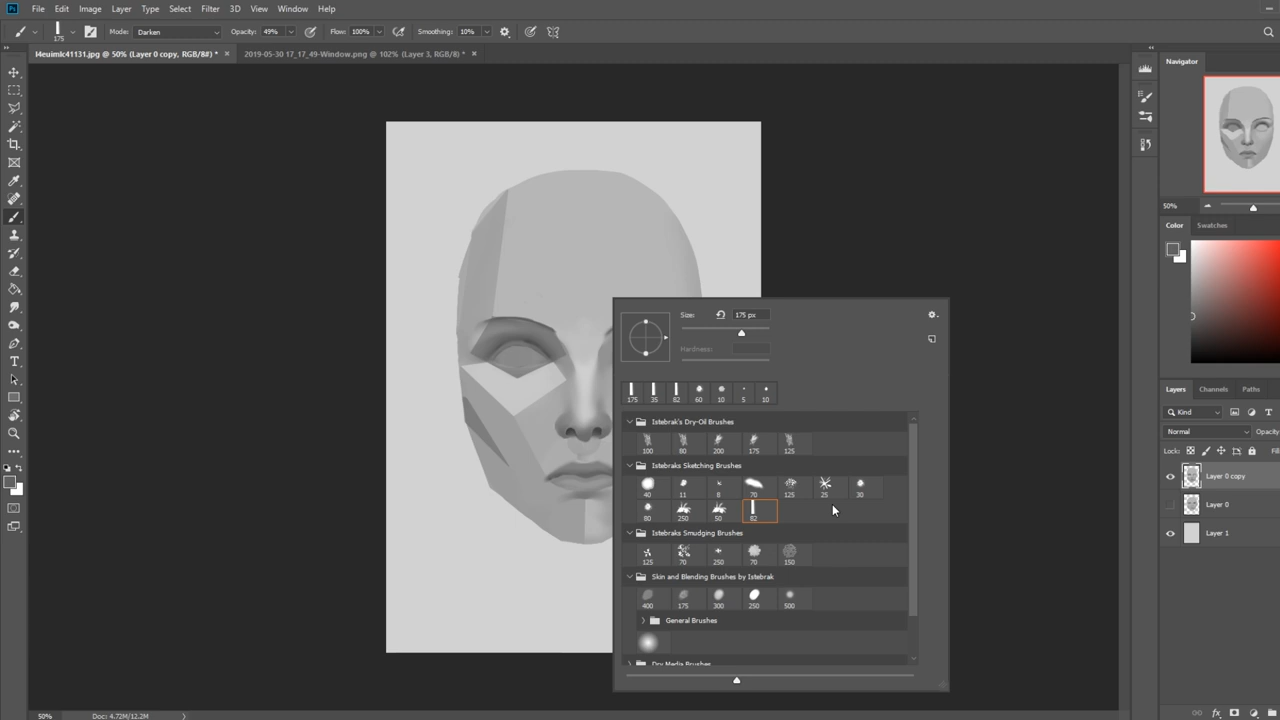 Ps File Edit Image Layer Type Select Filter 3D View Window Help
175 Mode: Darken Opacity: 49% Flow: 100% Smoothing: 10%
2019-05-30 17_17_49-Window.png @ 102% (Layer 3, RGB/8) *
@ 50% (Layer 0 copy, RGB/8#) *
Navigator
50%
Color Swatches
Size: 175 px
Hardness:
175 35 82 60 10 5 10
Istebrak's Dry-Oil Brushes
100 80 200 175 125
Istebraks Sketching Brushes
40 11 8 70 125 25 30
80 250 50 82
Istebraks Smudging Brushes
125 70 250 70 150
Skin and Blending Brushes by Istebrak
400 175 300 250 500
General Brushes
Dry Media Brushes
Layers Channels Paths
Kind
Normal Opacity
Lock: Fill
Layer 0 copy
Layer 0
Layer 1
50% Doc: 4.72M/12.2M